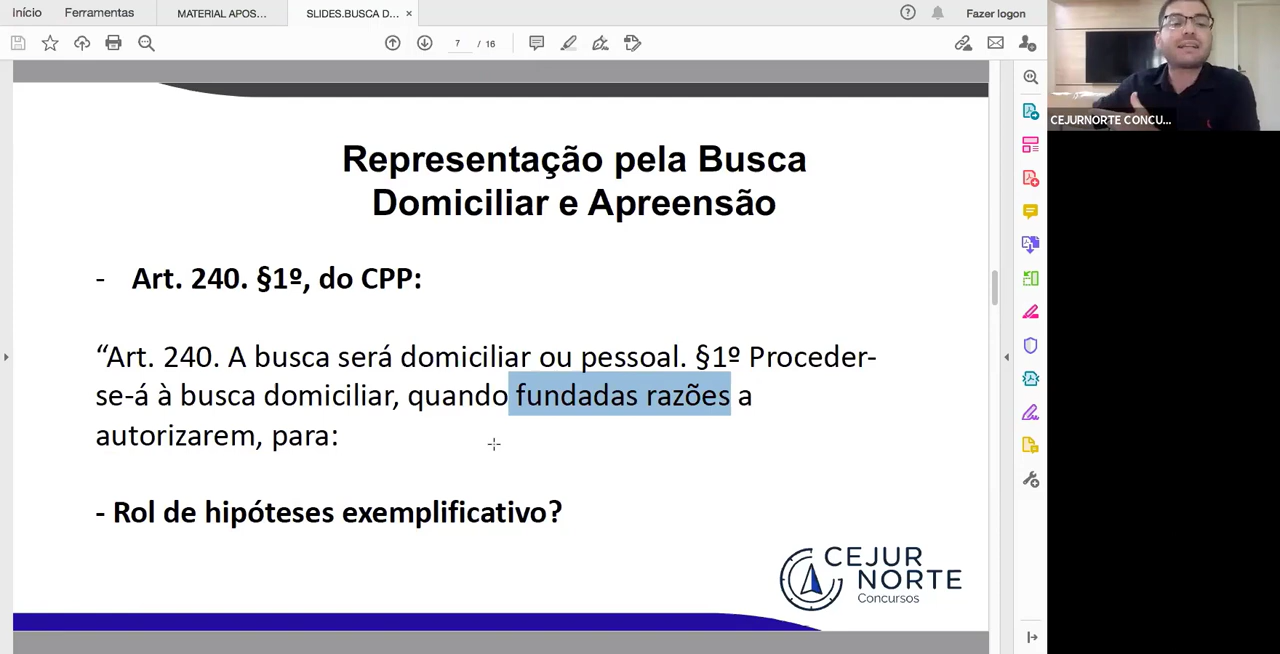 Início
Ferramentas
MATERIAL APOS...
SLIDES.BUSCA D...
×
?
Fazer logon
7 / 16
CEJURNORTE CONCU...
Representação pela Busca
Domiciliar e Apreensão
- Art. 240. §1º, do CPP:
“Art. 240. A busca será domiciliar ou pessoal. §1º Proceder-
se-á à busca domiciliar, quando fundadas razões a
autorizarem, para:
- Rol de hipóteses exemplificativo?
CEJUR
NORTE
Concursos